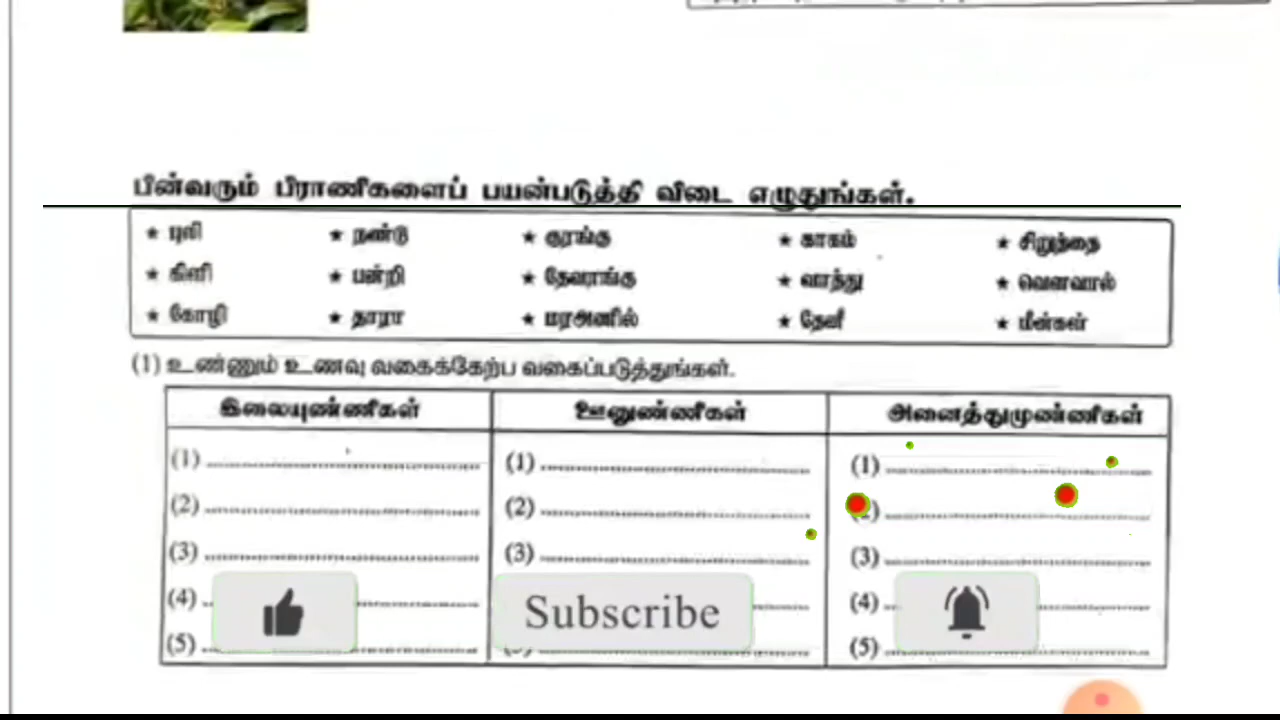 பின்வரும் பிராணிகளைப் பயன்படுத்தி விடை எழுதுங்கள்.
★ புலி ★ நண்டு ★ குரங்கு ★ காகம் ★ சிறுத்தை
★ கிளி ★ பன்றி ★ தேவாங்கு ★ வாத்து ★ வௌவால்
★ கோழி ★ தாரா ★ மரஅணில் ★ தேனீ ★ மீன்கள்
(1) உண்ணும் உணவு வகைக்கேற்ப வகைப்படுத்துங்கள்.
இலையுண்ணிகள் ஊனுண்ணிகள் அனைத்துமுண்ணிகள்
(1) (1) (1)
(2) (2)
(3) (3) (3)
(4) (4)
(5) (5)
Subscribe